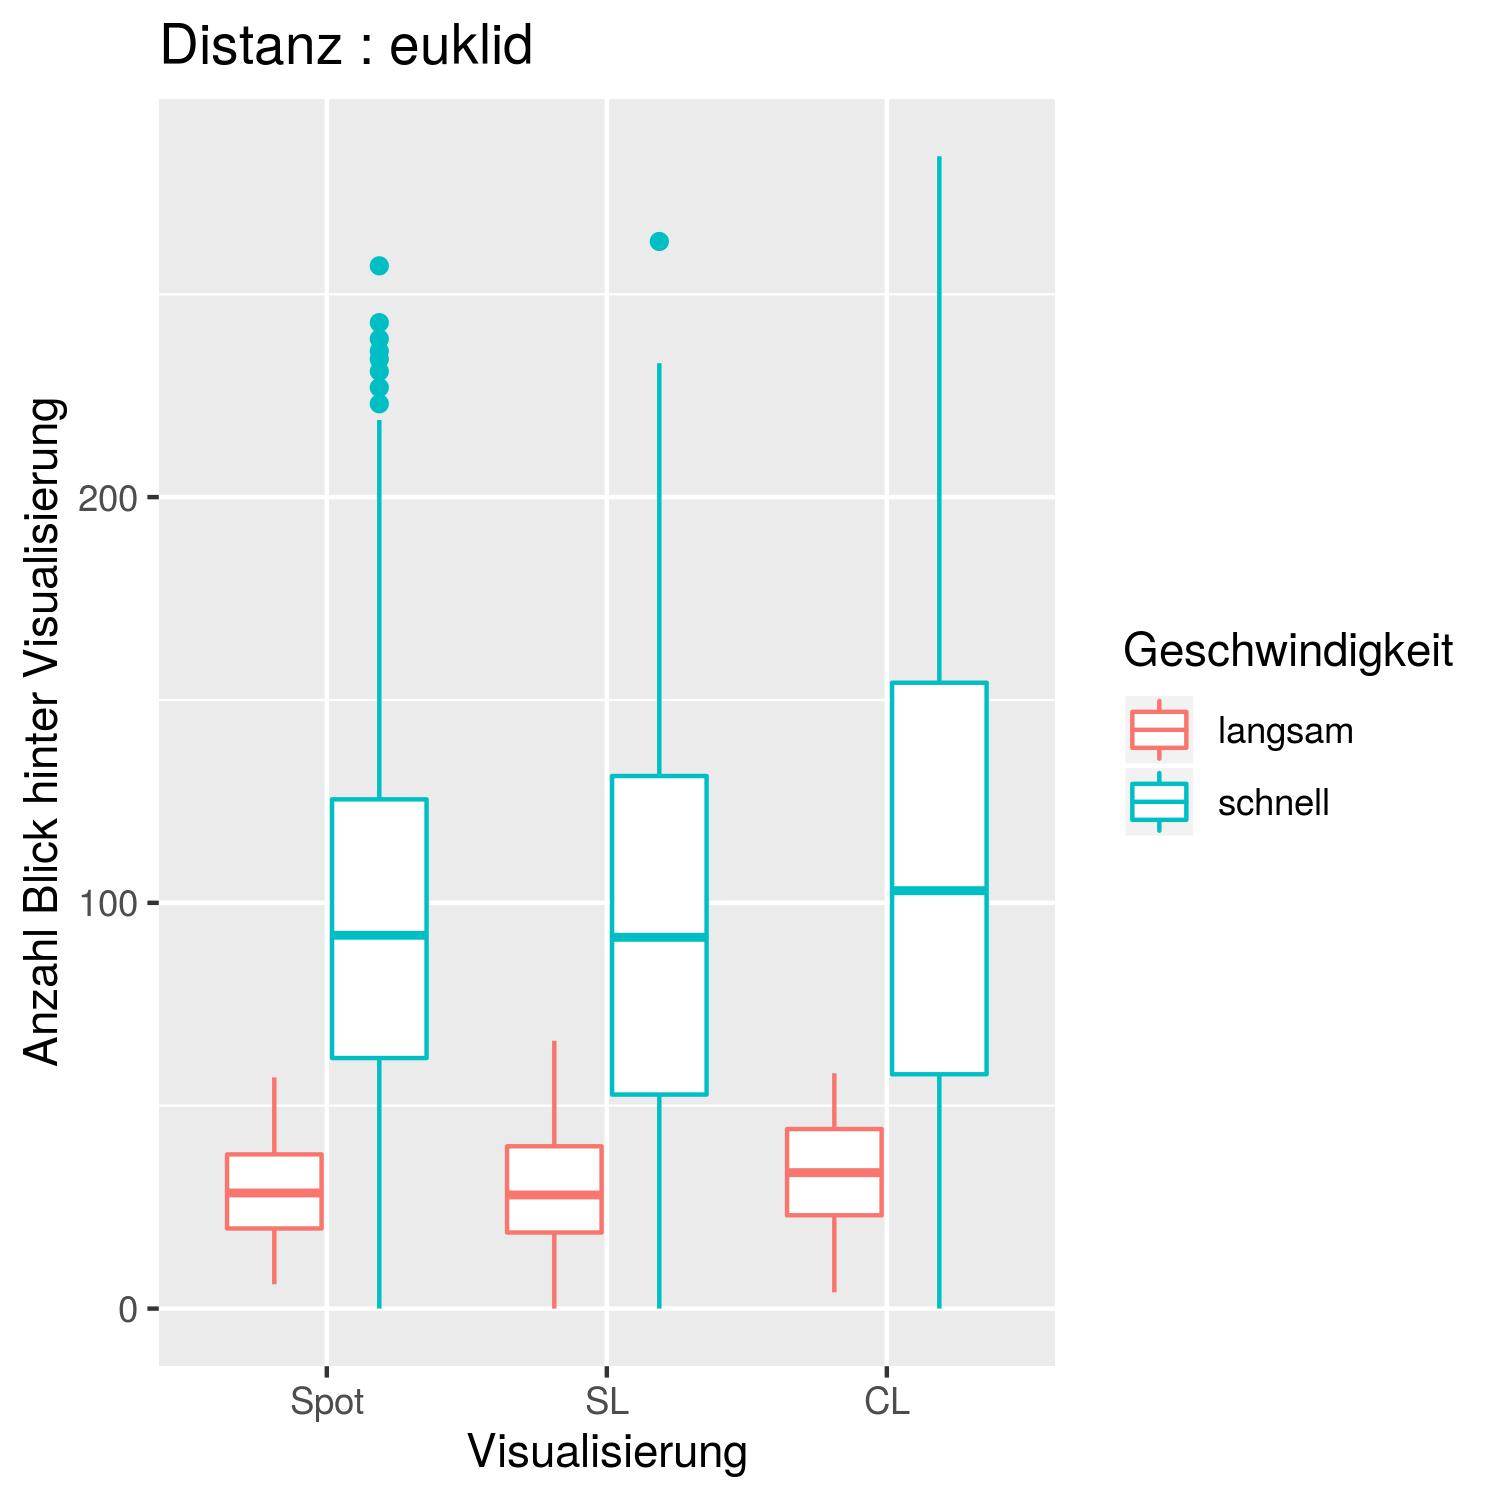 Distanz : euklid
Anzahl Blick hinter Visualisierung
200
100
0
Spot
SL
CL
Visualisierung
Geschwindigkeit
langsam
schnell